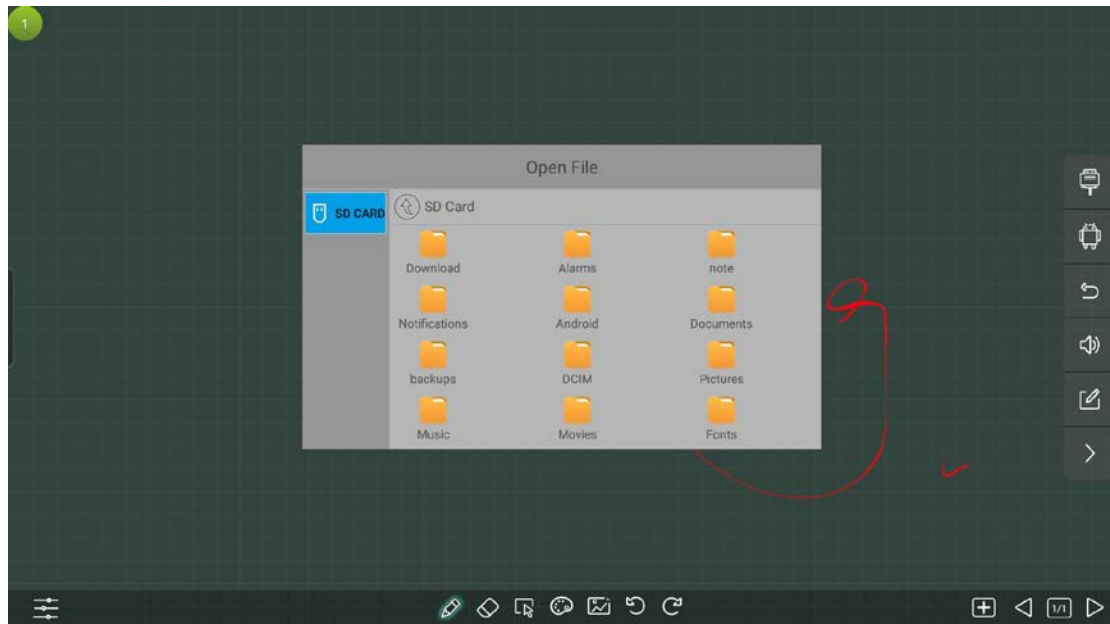 1
Open File
SD CARD
SD Card
Download
Alarms
note
Notifications
Android
Documents
backups
DCIM
Pictures
Music
Movies
Fonts
1/1